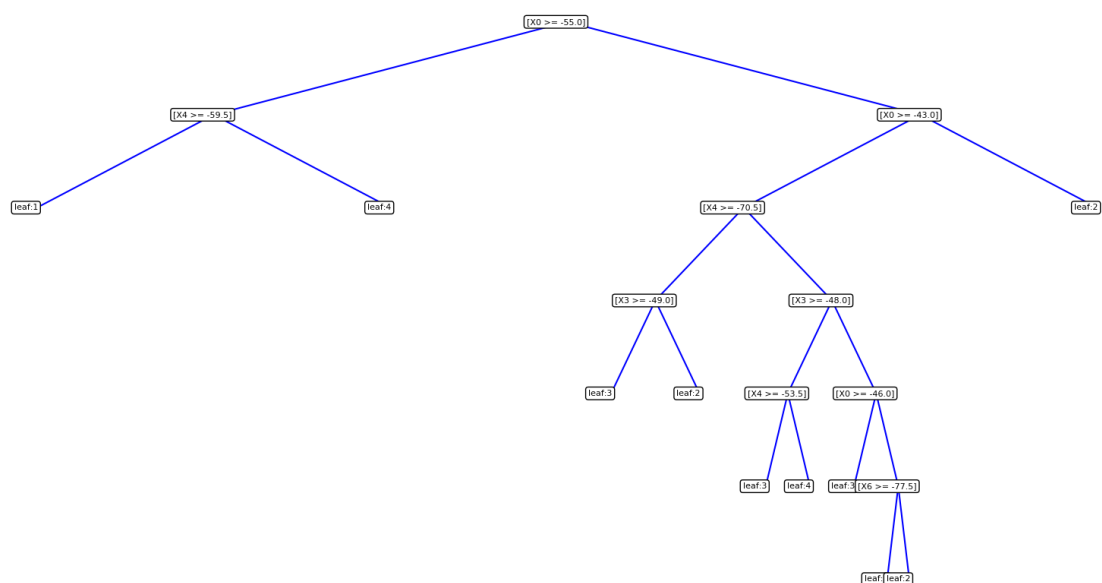 [X0 >= -55.0]
[X4 >= -59.5]
[X0 >= -43.0]
leaf:1
leaf:4
[X4 >= -70.5]
leaf:2
[X3 >= -49.0]
[X3 >= -48.0]
leaf:3
leaf:2
[X4 >= -53.5]
[X0 >= -46.0]
leaf:3
leaf:4
leaf:3
[X6 >= -77.5]
leaf:
leaf:2